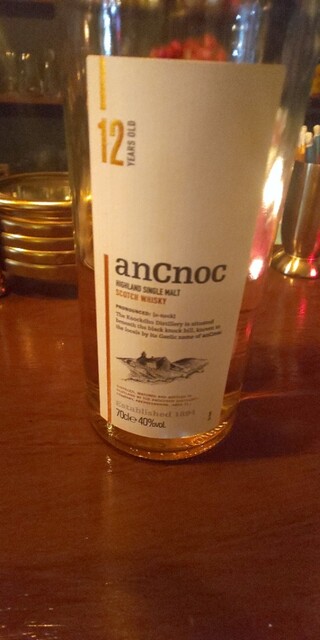 12
YEARS OLD
anCnoc
HIGHLAND SINGLE MALT
SCOTCH WHISKY
PRONOUNCED: [a-nock]
The Knockdhu Distillery is situated
beneath the black knock hill, known to
the locals by its Gaelic name of anCnoc
Established 1894
70cl℮ 40%vol.